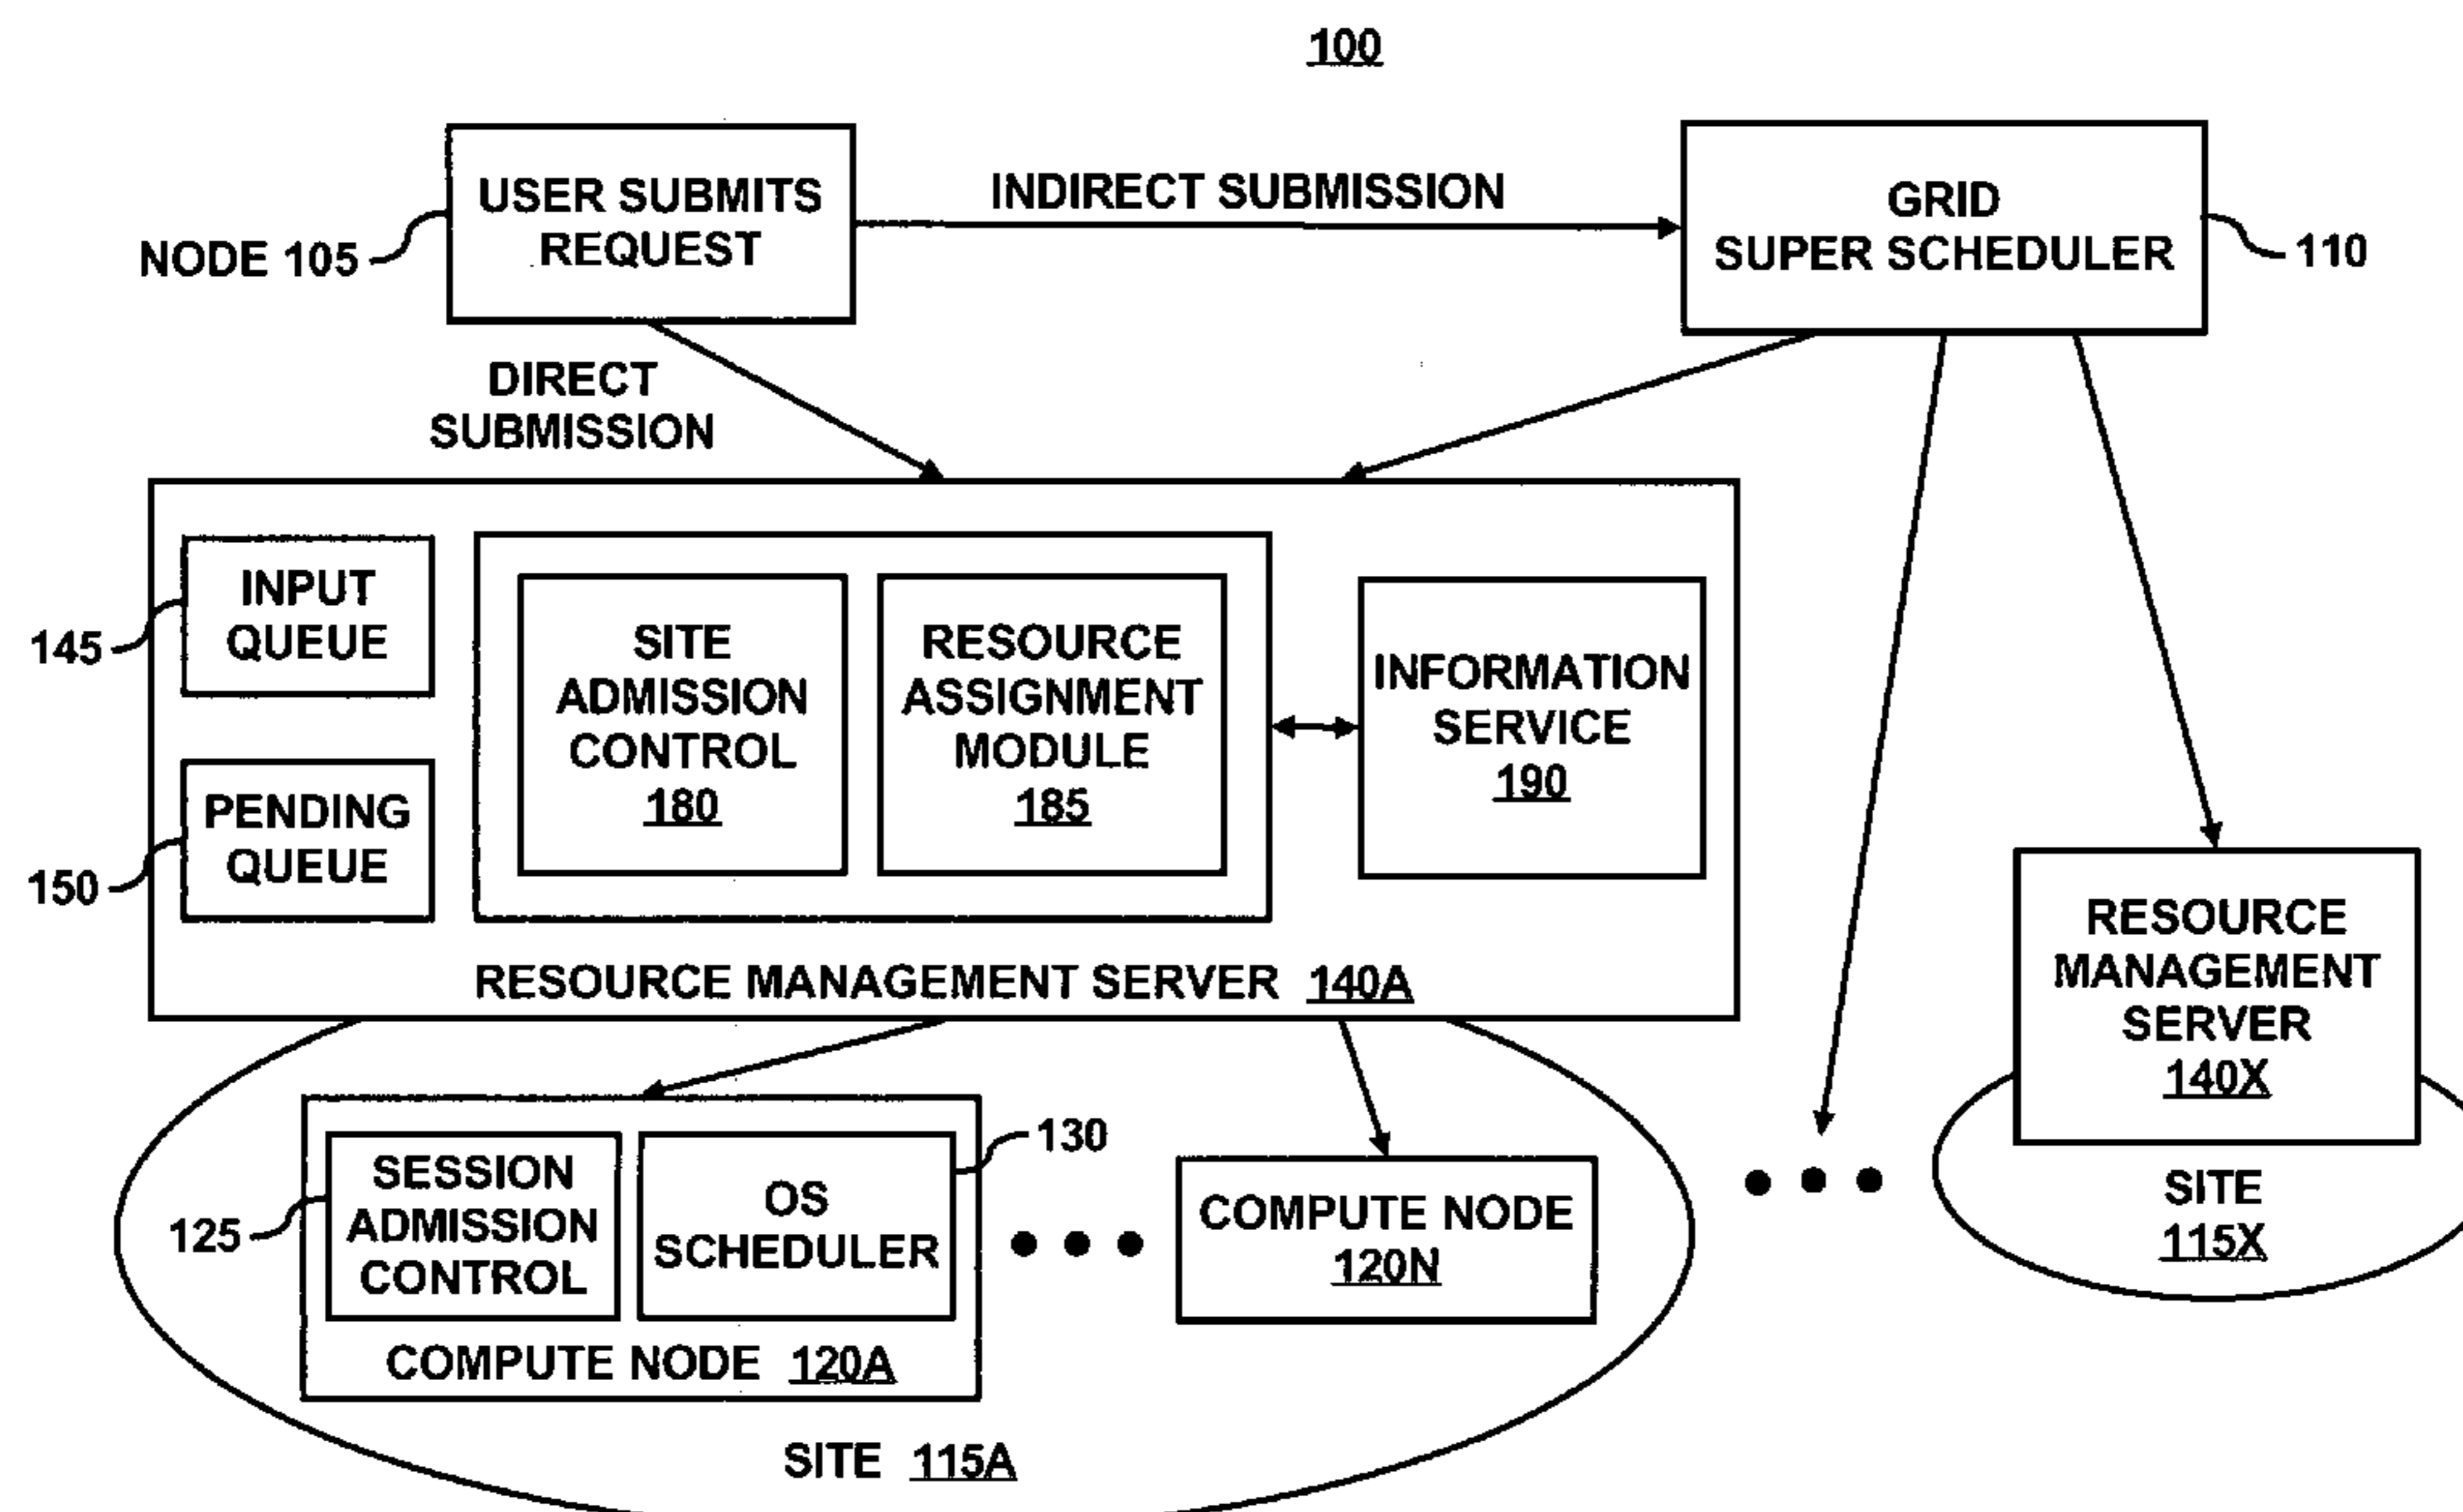 100
USER SUBMITS
REQUEST
NODE 105
INDIRECT SUBMISSION
GRID
SUPER SCHEDULER
110
DIRECT
SUBMISSION
INPUT
QUEUE
145
PENDING
QUEUE
150
SITE
ADMISSION
CONTROL
180
RESOURCE
ASSIGNMENT
MODULE
185
INFORMATION
SERVICE
190
RESOURCE MANAGEMENT SERVER 140A
RESOURCE
MANAGEMENT
SERVER
140X
SITE
115X
SESSION
ADMISSION
CONTROL
125
OS
SCHEDULER
130
COMPUTE NODE 120A
COMPUTE NODE
120N
SITE 115A